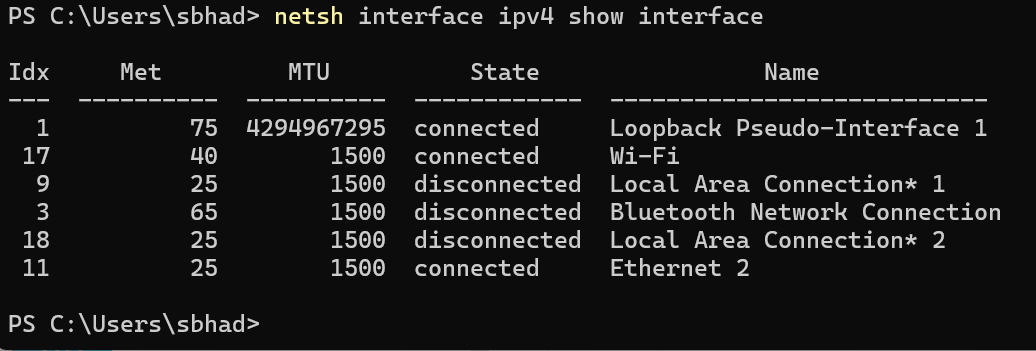 PS C:\Users\sbhad> netsh interface ipv4 show interface
Idx     Met         MTU          State                Name
---  ----------  ----------  ------------  ---------------------------
  1          75  4294967295  connected     Loopback Pseudo-Interface 1
 17          40        1500  connected     Wi-Fi
  9          25        1500  disconnected  Local Area Connection* 1
  3          65        1500  disconnected  Bluetooth Network Connection
 18          25        1500  disconnected  Local Area Connection* 2
 11          25        1500  connected     Ethernet 2
PS C:\Users\sbhad>